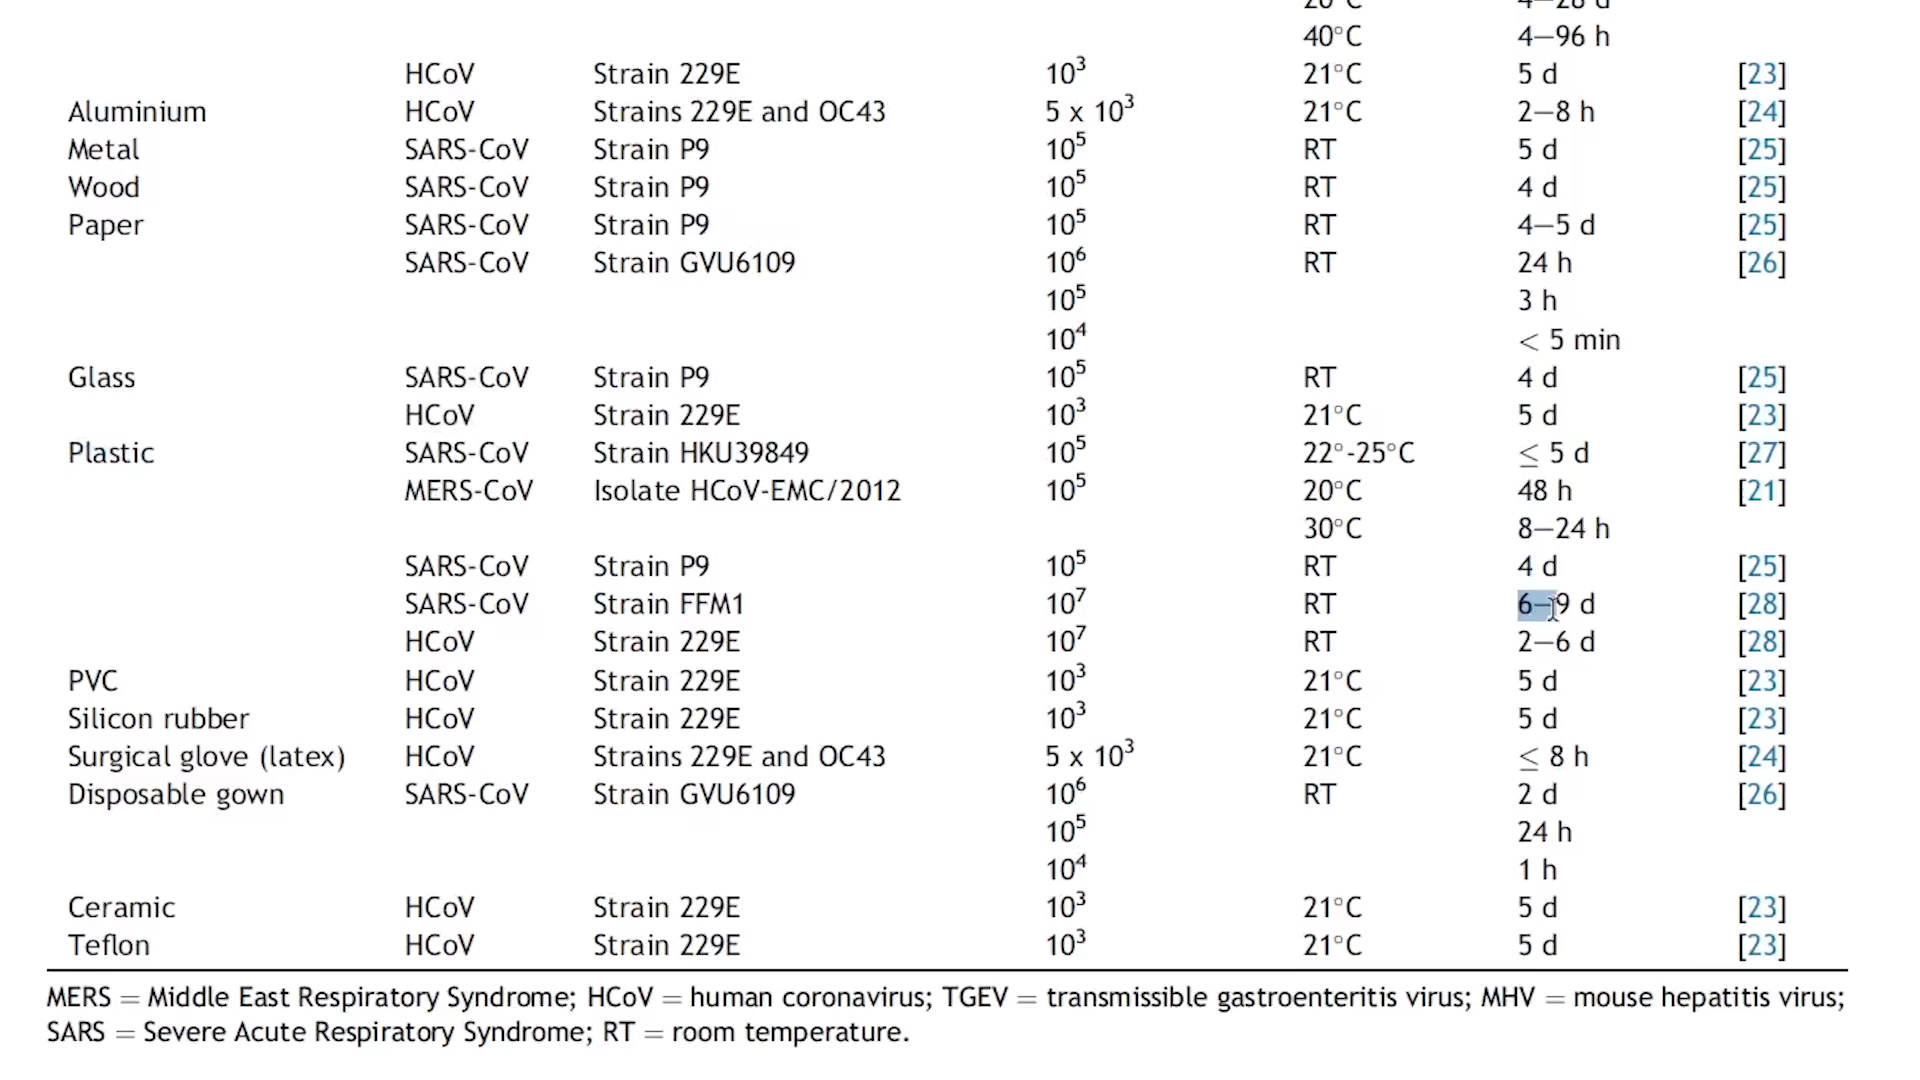 20°C 4–28 d
40°C 4–96 h
HCoV Strain 229E 10³ 21°C 5 d [23]
Aluminium HCoV Strains 229E and OC43 5 x 10³ 21°C 2–8 h [24]
Metal SARS-CoV Strain P9 10⁵ RT 5 d [25]
Wood SARS-CoV Strain P9 10⁵ RT 4 d [25]
Paper SARS-CoV Strain P9 10⁵ RT 4–5 d [25]
SARS-CoV Strain GVU6109 10⁶ RT 24 h [26]
10⁵ 3 h
10⁴ < 5 min
Glass SARS-CoV Strain P9 10⁵ RT 4 d [25]
HCoV Strain 229E 10³ 21°C 5 d [23]
Plastic SARS-CoV Strain HKU39849 10⁵ 22°-25°C ≤ 5 d [27]
MERS-CoV Isolate HCoV-EMC/2012 10⁵ 20°C 48 h [21]
30°C 8–24 h
SARS-CoV Strain P9 10⁵ RT 4 d [25]
SARS-CoV Strain FFM1 10⁷ RT 6–9 d [28]
HCoV Strain 229E 10⁷ RT 2–6 d [28]
PVC HCoV Strain 229E 10³ 21°C 5 d [23]
Silicon rubber HCoV Strain 229E 10³ 21°C 5 d [23]
Surgical glove (latex) HCoV Strains 229E and OC43 5 x 10³ 21°C ≤ 8 h [24]
Disposable gown SARS-CoV Strain GVU6109 10⁶ RT 2 d [26]
10⁵ 24 h
10⁴ 1 h
Ceramic HCoV Strain 229E 10³ 21°C 5 d [23]
Teflon HCoV Strain 229E 10³ 21°C 5 d [23]
MERS = Middle East Respiratory Syndrome; HCoV = human coronavirus; TGEV = transmissible gastroenteritis virus; MHV = mouse hepatitis virus;
SARS = Severe Acute Respiratory Syndrome; RT = room temperature.